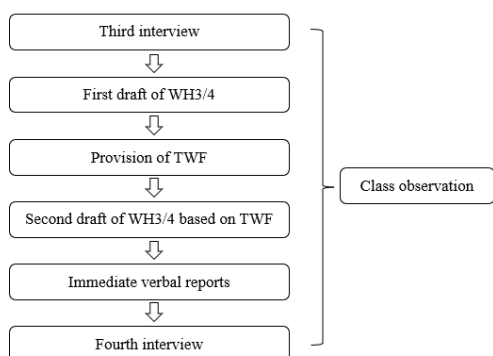 Third interview
First draft of WH3/4
Provision of TWF
Class observation
Second draft of WH3/4 based on TWF
Immediate verbal reports
Fourth interview